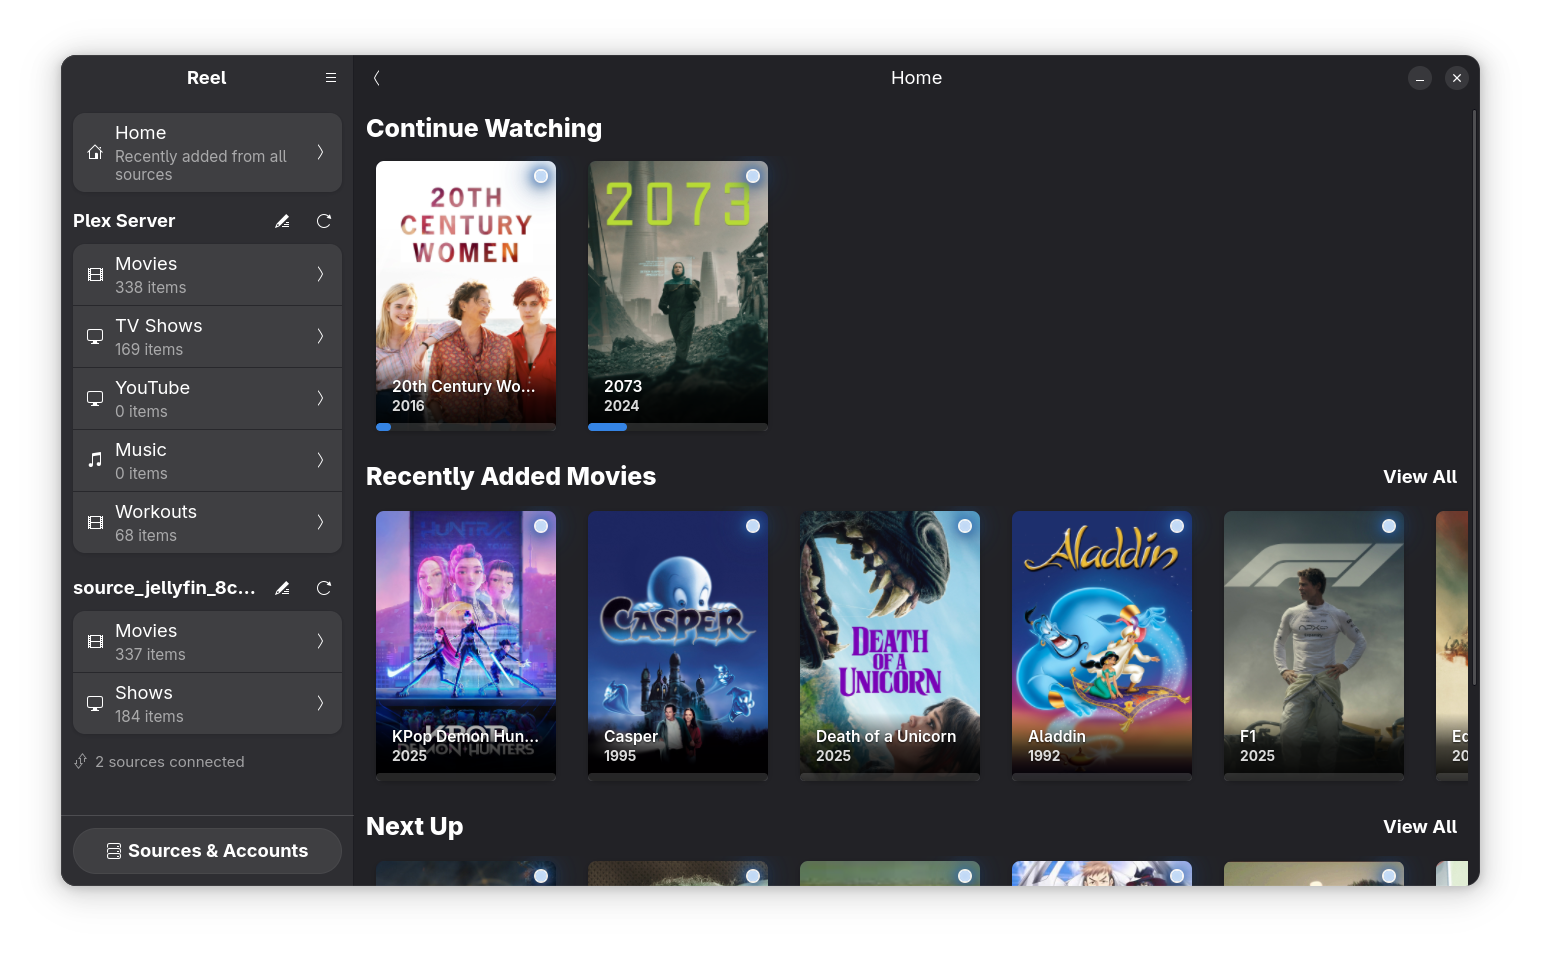 Reel
Home
Home
Recently added from all
sources
Plex Server
Movies
338 items
TV Shows
169 items
YouTube
0 items
Music
0 items
Workouts
68 items
source_jellyfin_8c...
Movies
337 items
Shows
184 items
2 sources connected
Sources & Accounts
Continue Watching
20TH
CENTURY
WOMEN
20th Century Wo...
2016
2073
2073
2024
Recently Added Movies
View All
KPOP
DEMON HUNTERS
KPop Demon Hun...
2025
CASPER
Casper
1995
DEATH
OF A
UNICORN
Death of a Unicorn
2025
Aladdin
Aladdin
1992
F1
F1
2025
Next Up
View All